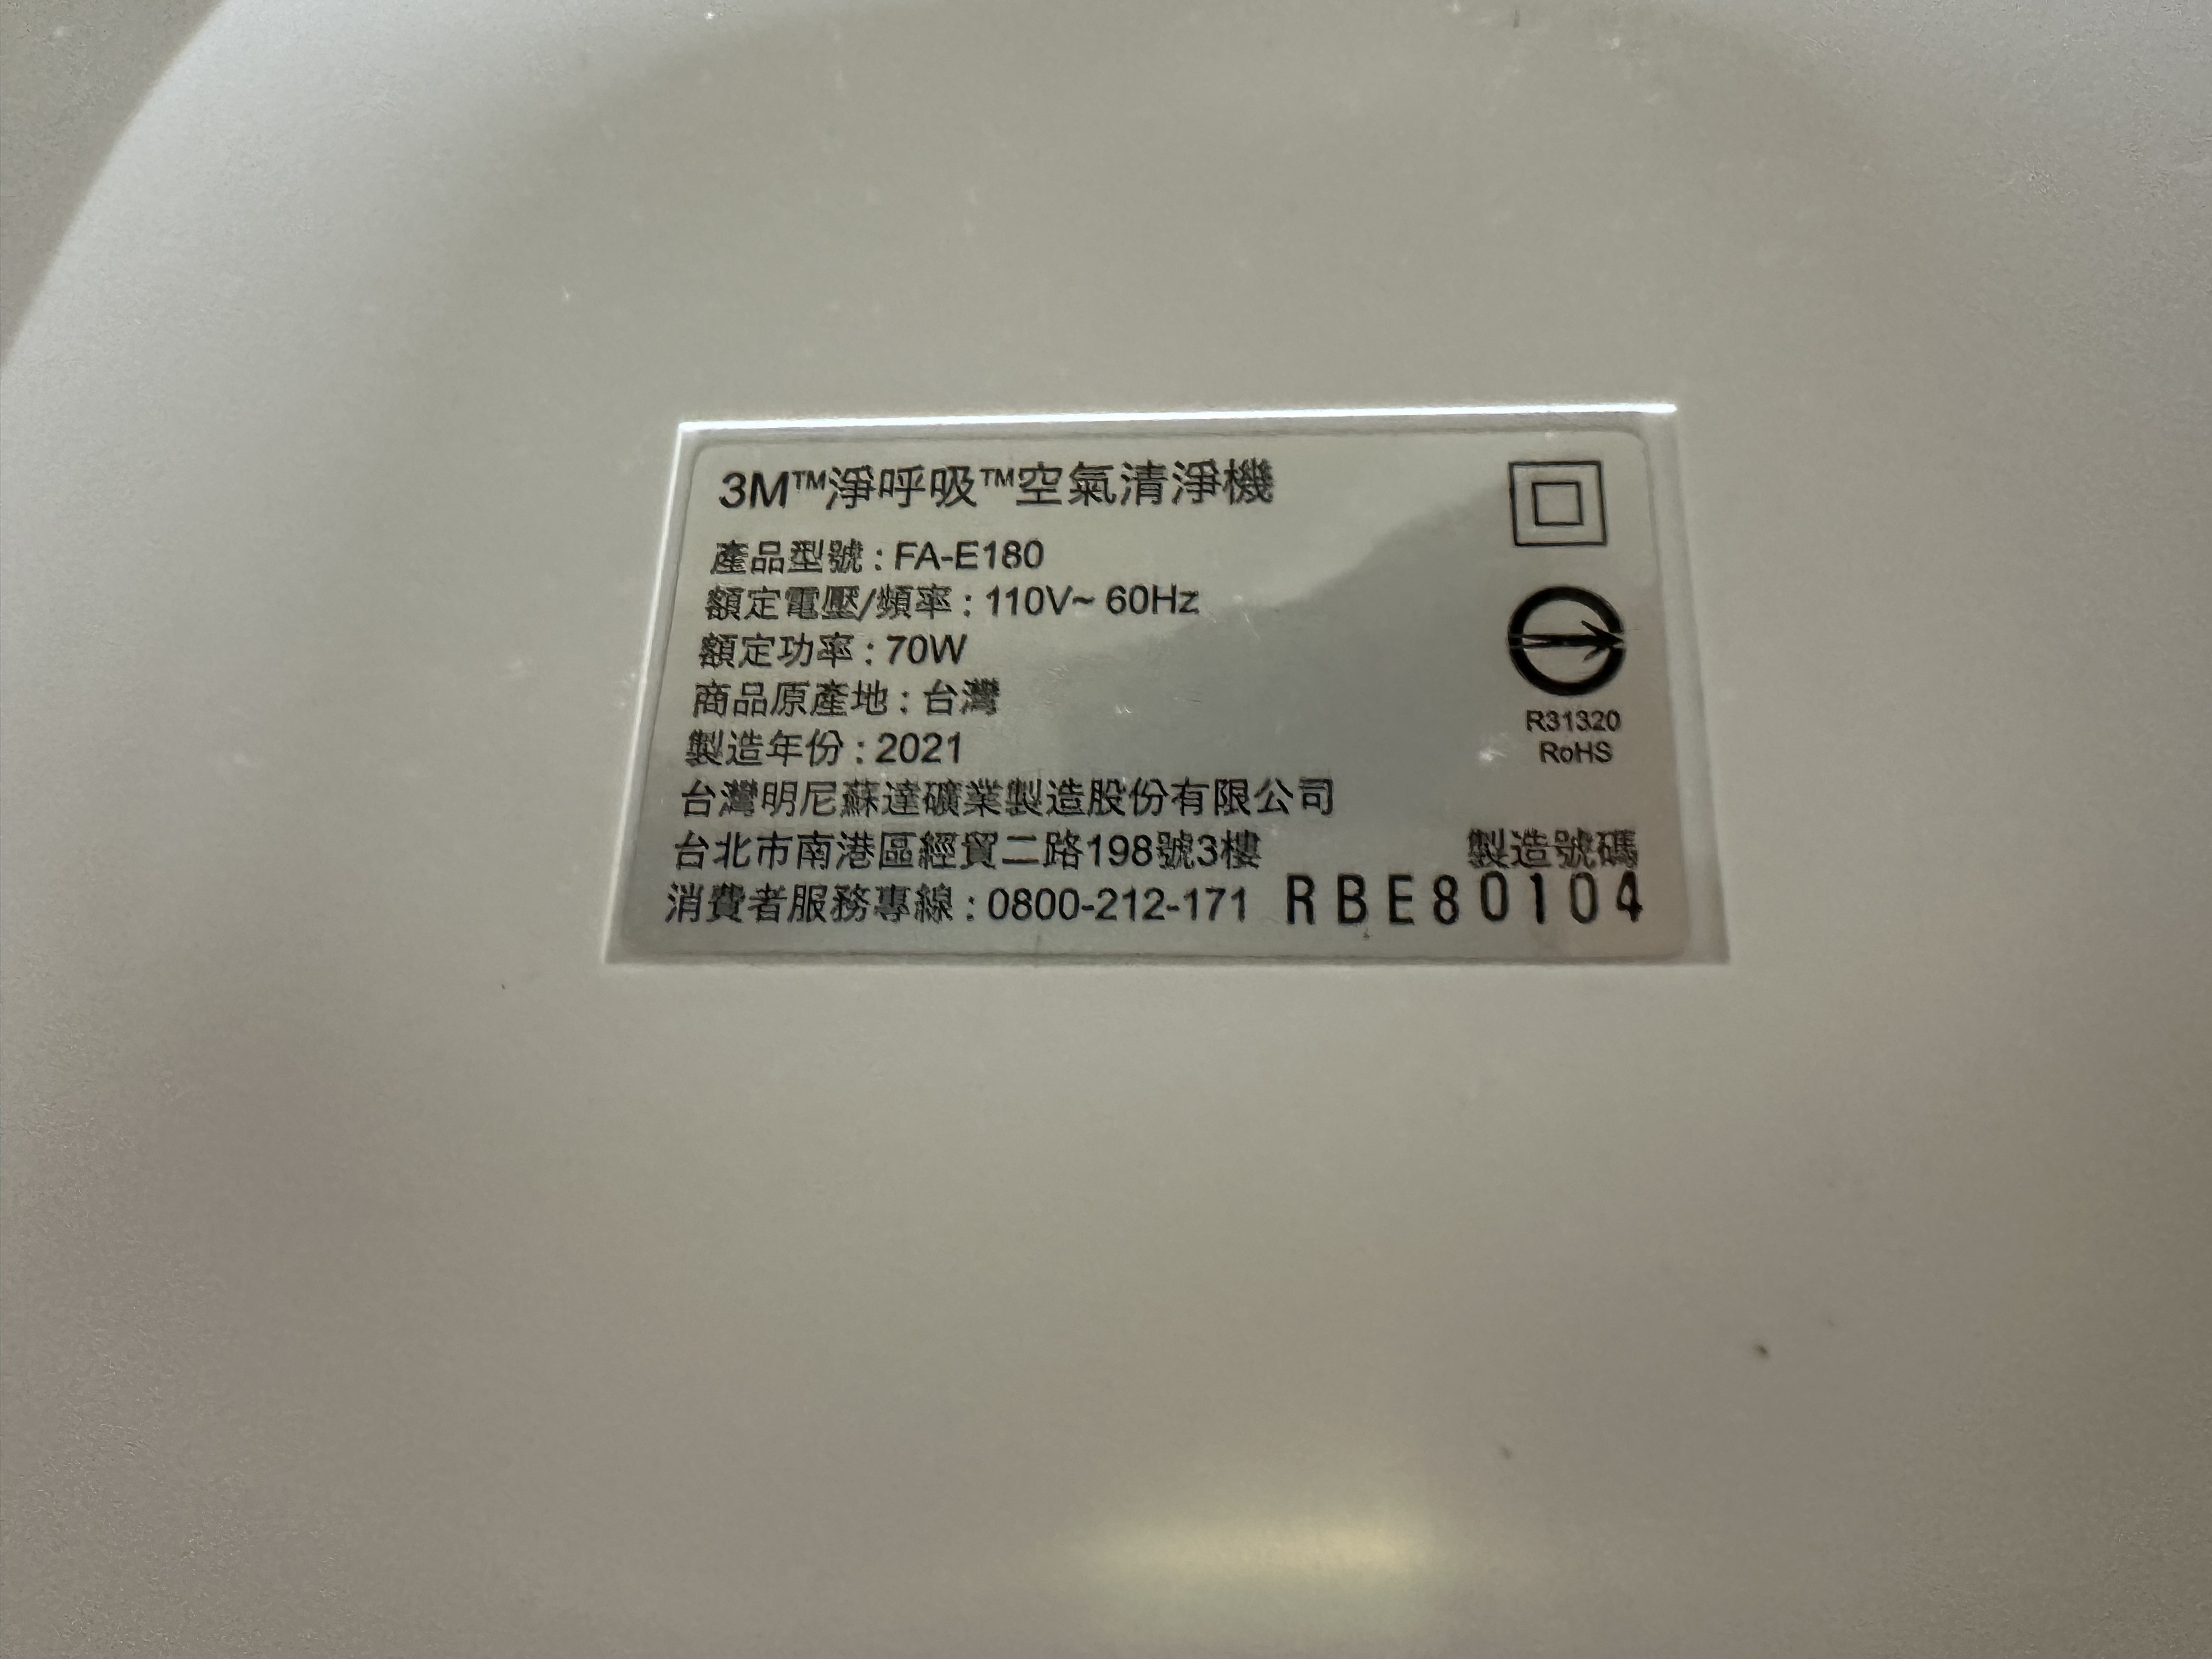 3M™淨呼吸™空氣清淨機
產品型號：FA-E180
額定電壓/頻率：110V~ 60Hz
額定功率：70W
商品原產地：台灣
製造年份：2021
台灣明尼蘇達礦業製造股份有限公司
台北市南港區經貿二路198號3樓
消費者服務專線：0800-212-171
R31320
RoHS
製造號碼
RBE80104